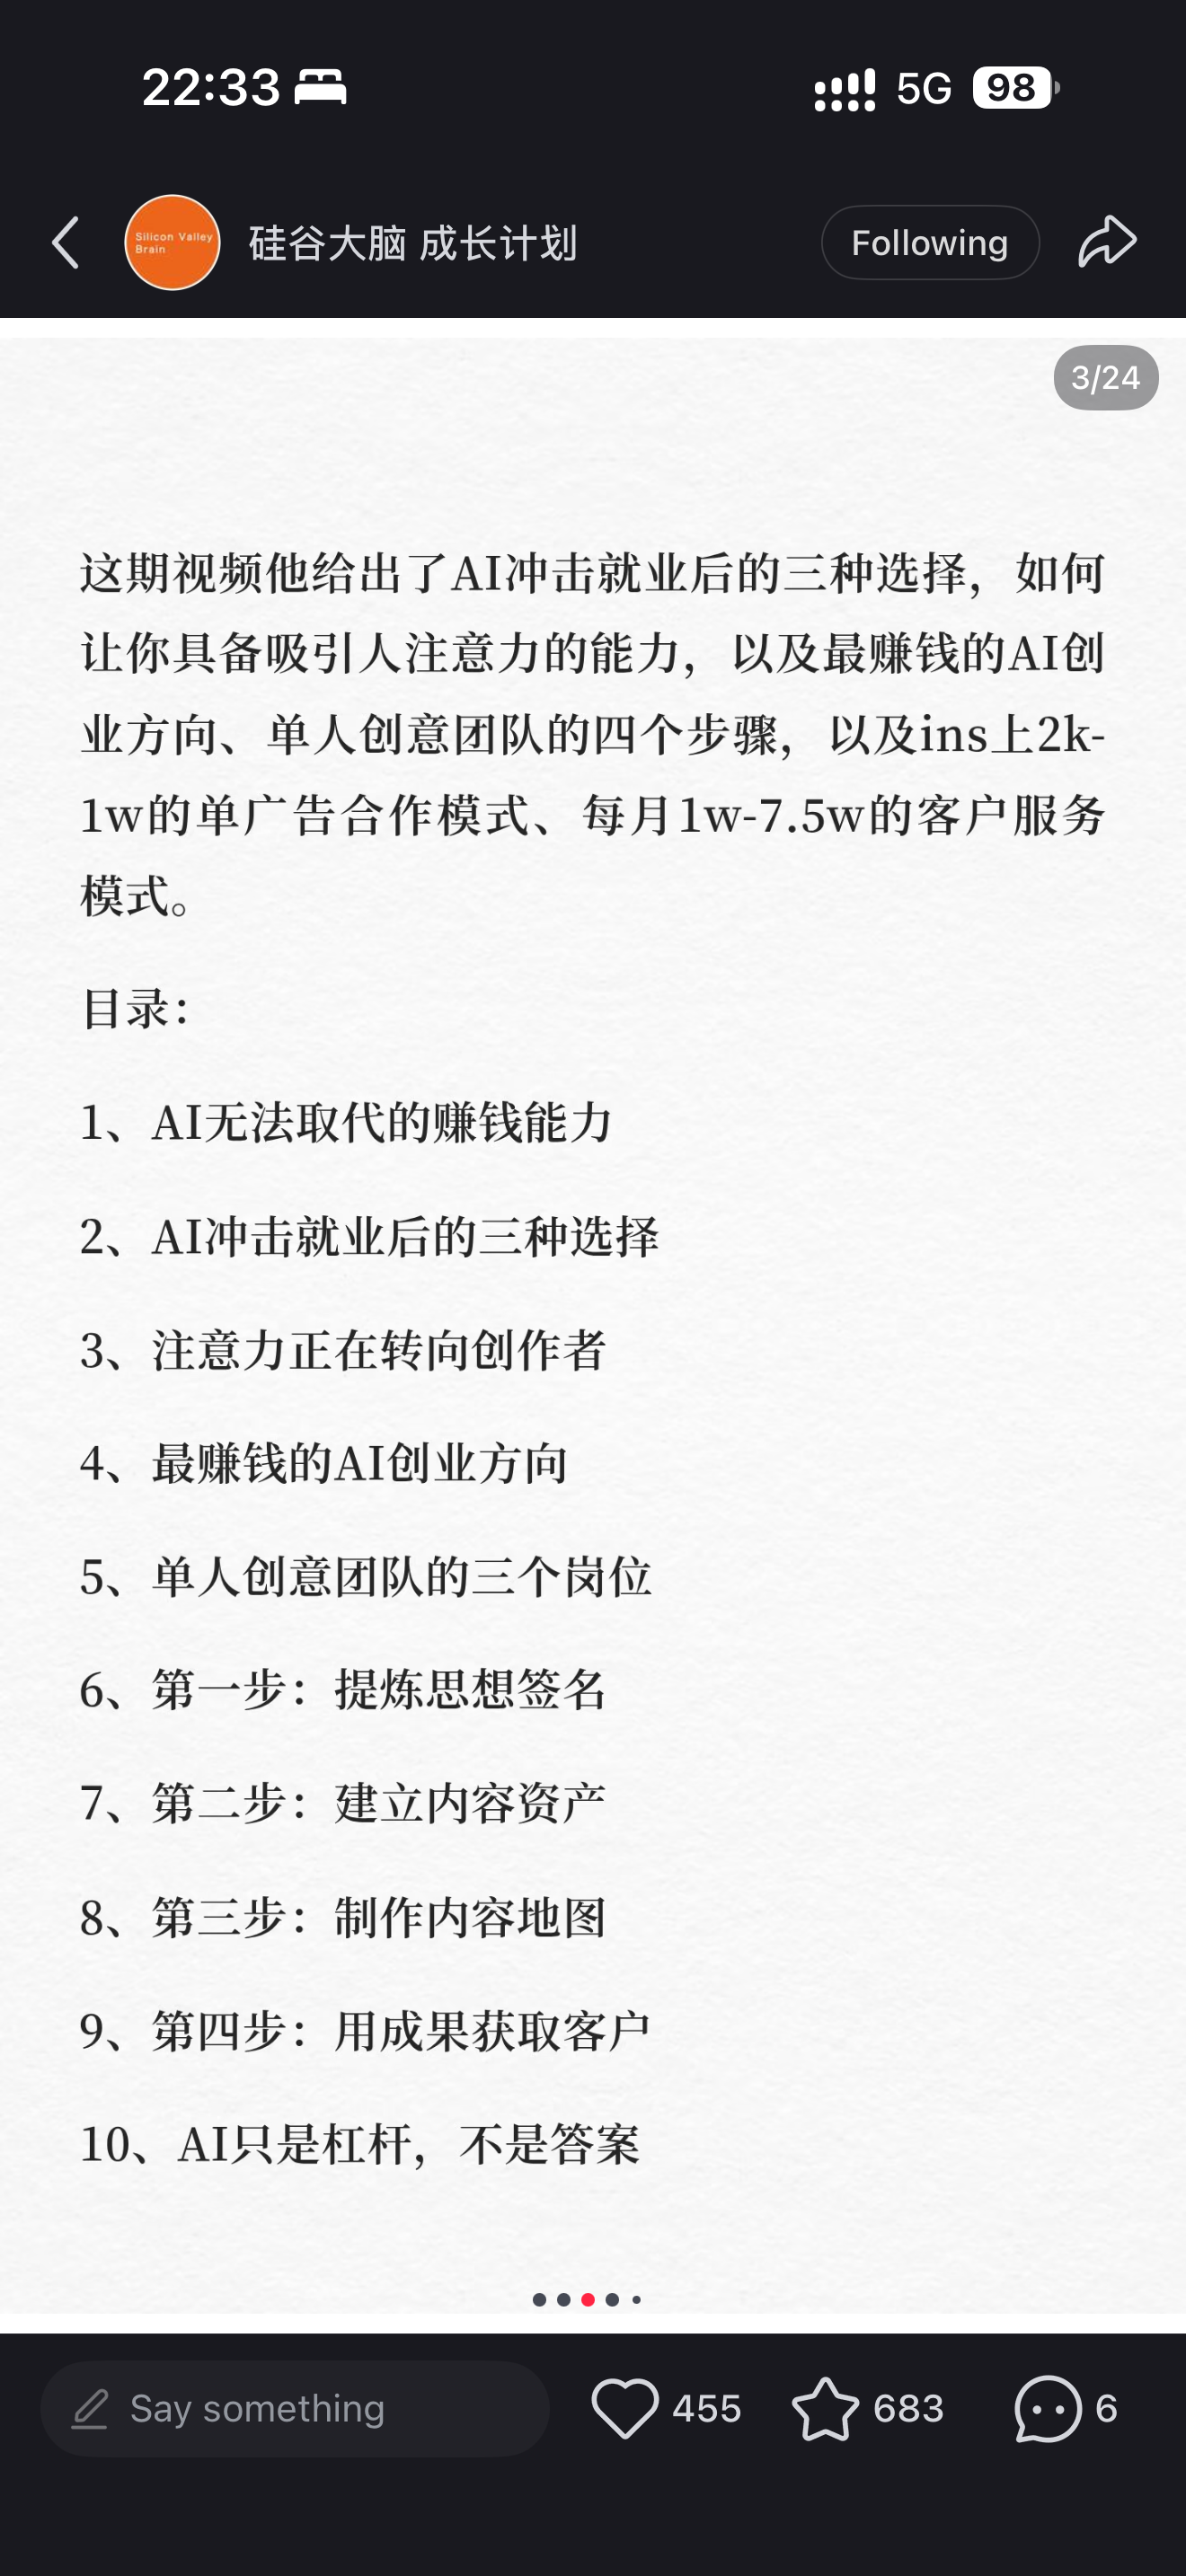 22:33
5G
98
Silicon Valley
Brain
硅谷大脑 成长计划
Following
3/24
这期视频他给出了AI冲击就业后的三种选择，如何
让你具备吸引人注意力的能力，以及最赚钱的AI创
业方向、单人创意团队的四个步骤，以及ins上2k-
1w的单广告合作模式、每月1w-7.5w的客户服务
模式。
目录：
1、AI无法取代的赚钱能力
2、AI冲击就业后的三种选择
3、注意力正在转向创作者
4、最赚钱的AI创业方向
5、单人创意团队的三个岗位
6、第一步：提炼思想签名
7、第二步：建立内容资产
8、第三步：制作内容地图
9、第四步：用成果获取客户
10、AI只是杠杆，不是答案
Say something
455
683
6